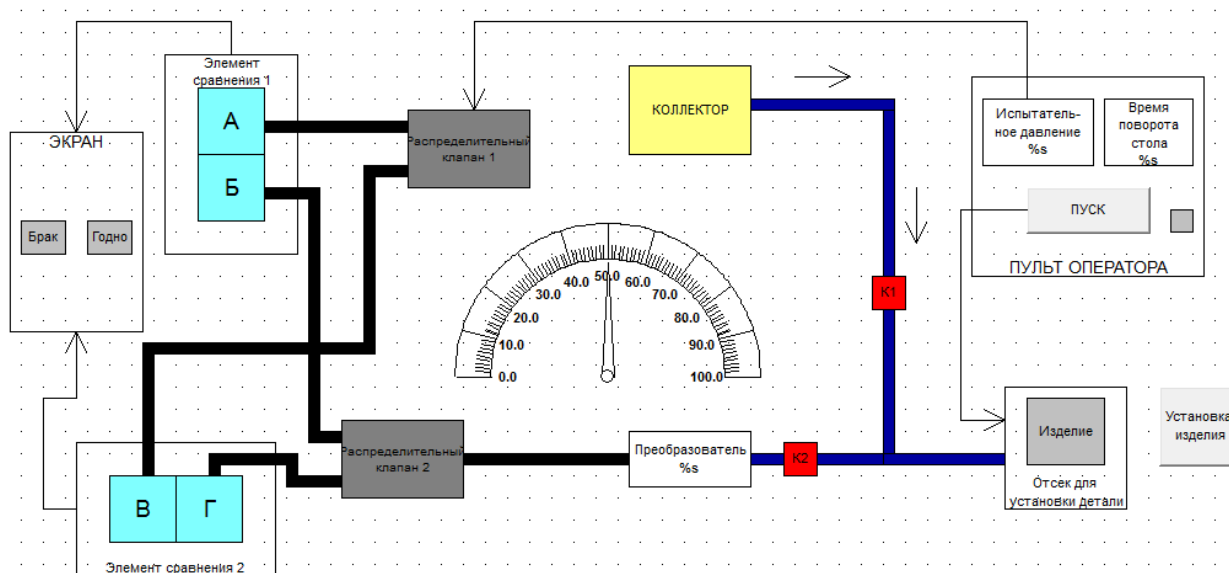 Элемент
сравнения 1
А
Б
ЭКРАН
Брак
Годно
Распределительный
клапан 1
КОЛЛЕКТОР
Испытатель-
ное давление
%s
Время
поворота
стола
%s
ПУСК
ПУЛЬТ ОПЕРАТОРА
К1
0.0
10.0
20.0
30.0
40.0
50.0
60.0
70.0
80.0
90.0
100.0
Распределительный
клапан 2
Преобразователь
%s
К2
Изделие
Отсек для
установки детали
Установка
изделия
В
Г
Элемент сравнения 2